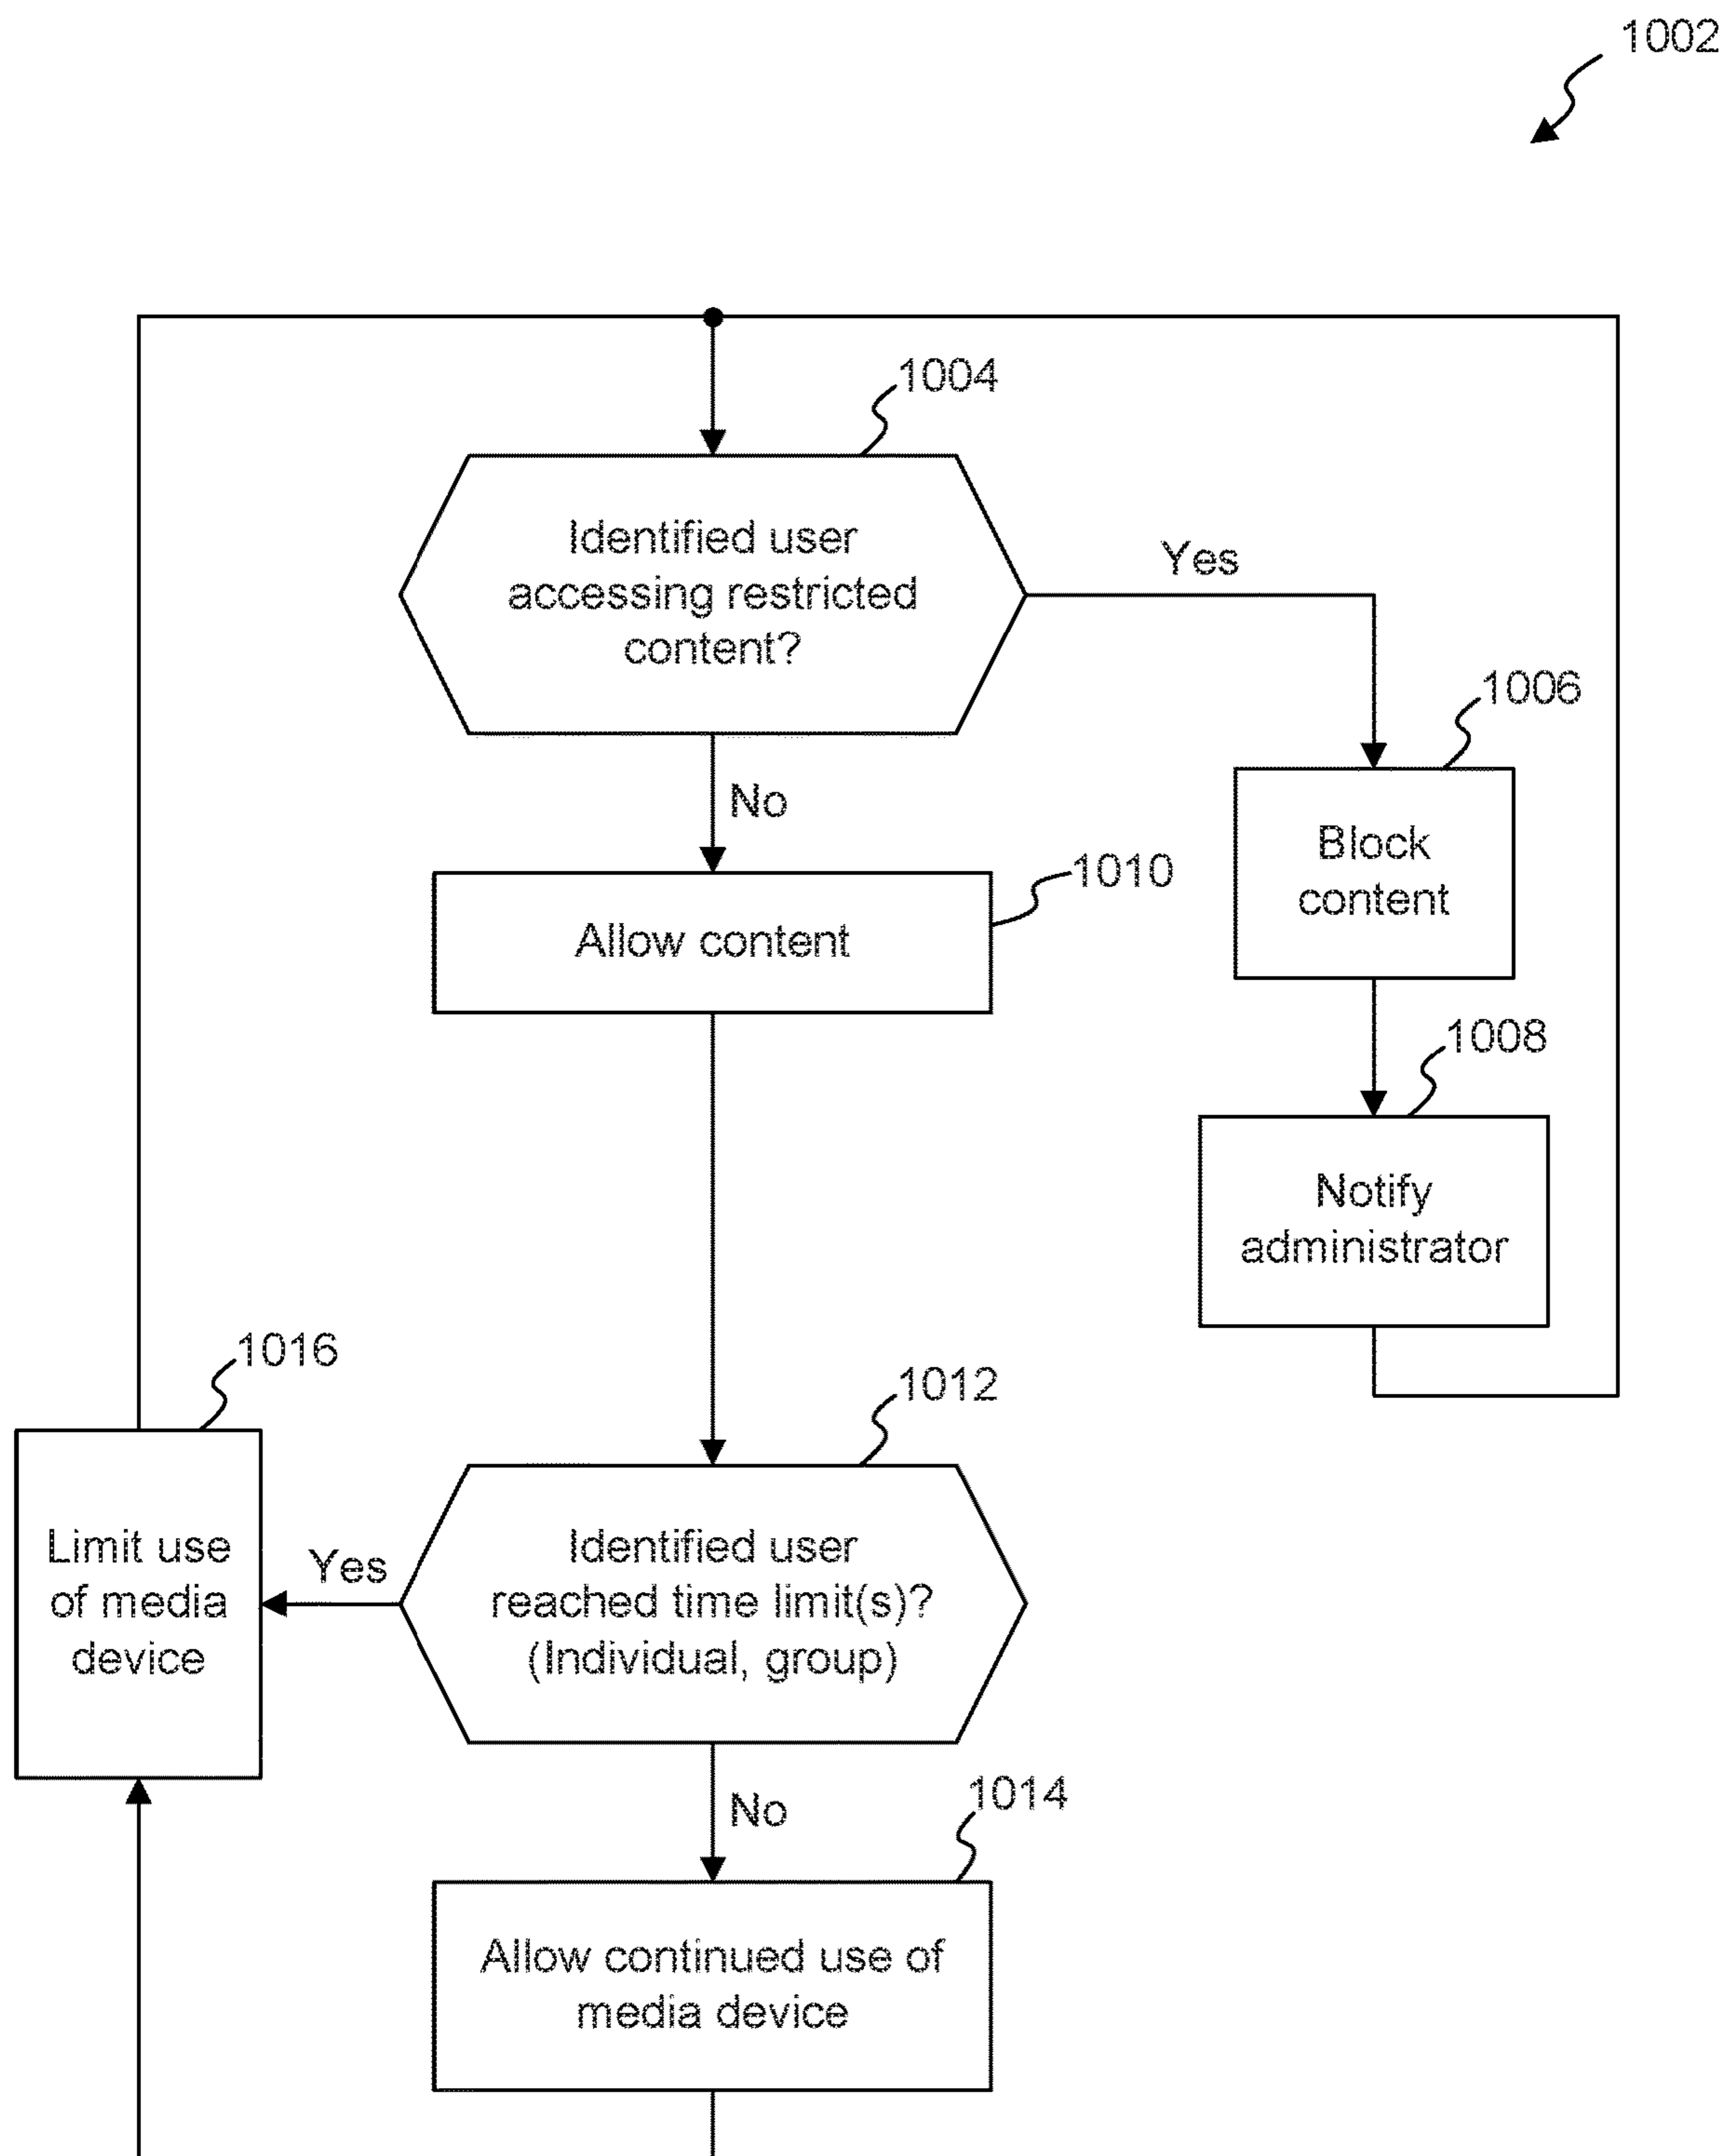 1002
1004
Identified user
accessing restricted
content?
Yes
1006
No
Block
content
1010
Allow content
1008
Notify
administrator
1016
1012
Limit use
of media
device
Yes
Identified user
reached time limit(s)?
(Individual, group)
No
1014
Allow continued use of
media device